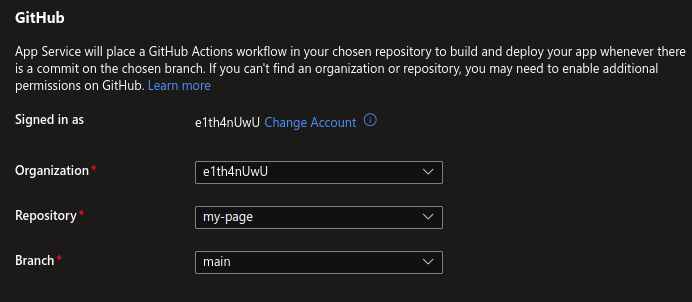 GitHub
App Service will place a GitHub Actions workflow in your chosen repository to build and deploy your app whenever there
is a commit on the chosen branch. If you can't find an organization or repository, you may need to enable additional
permissions on GitHub. Learn more
Signed in as e1th4nUwU Change Account
Organization* e1th4nUwU
Repository* my-page
Branch* main